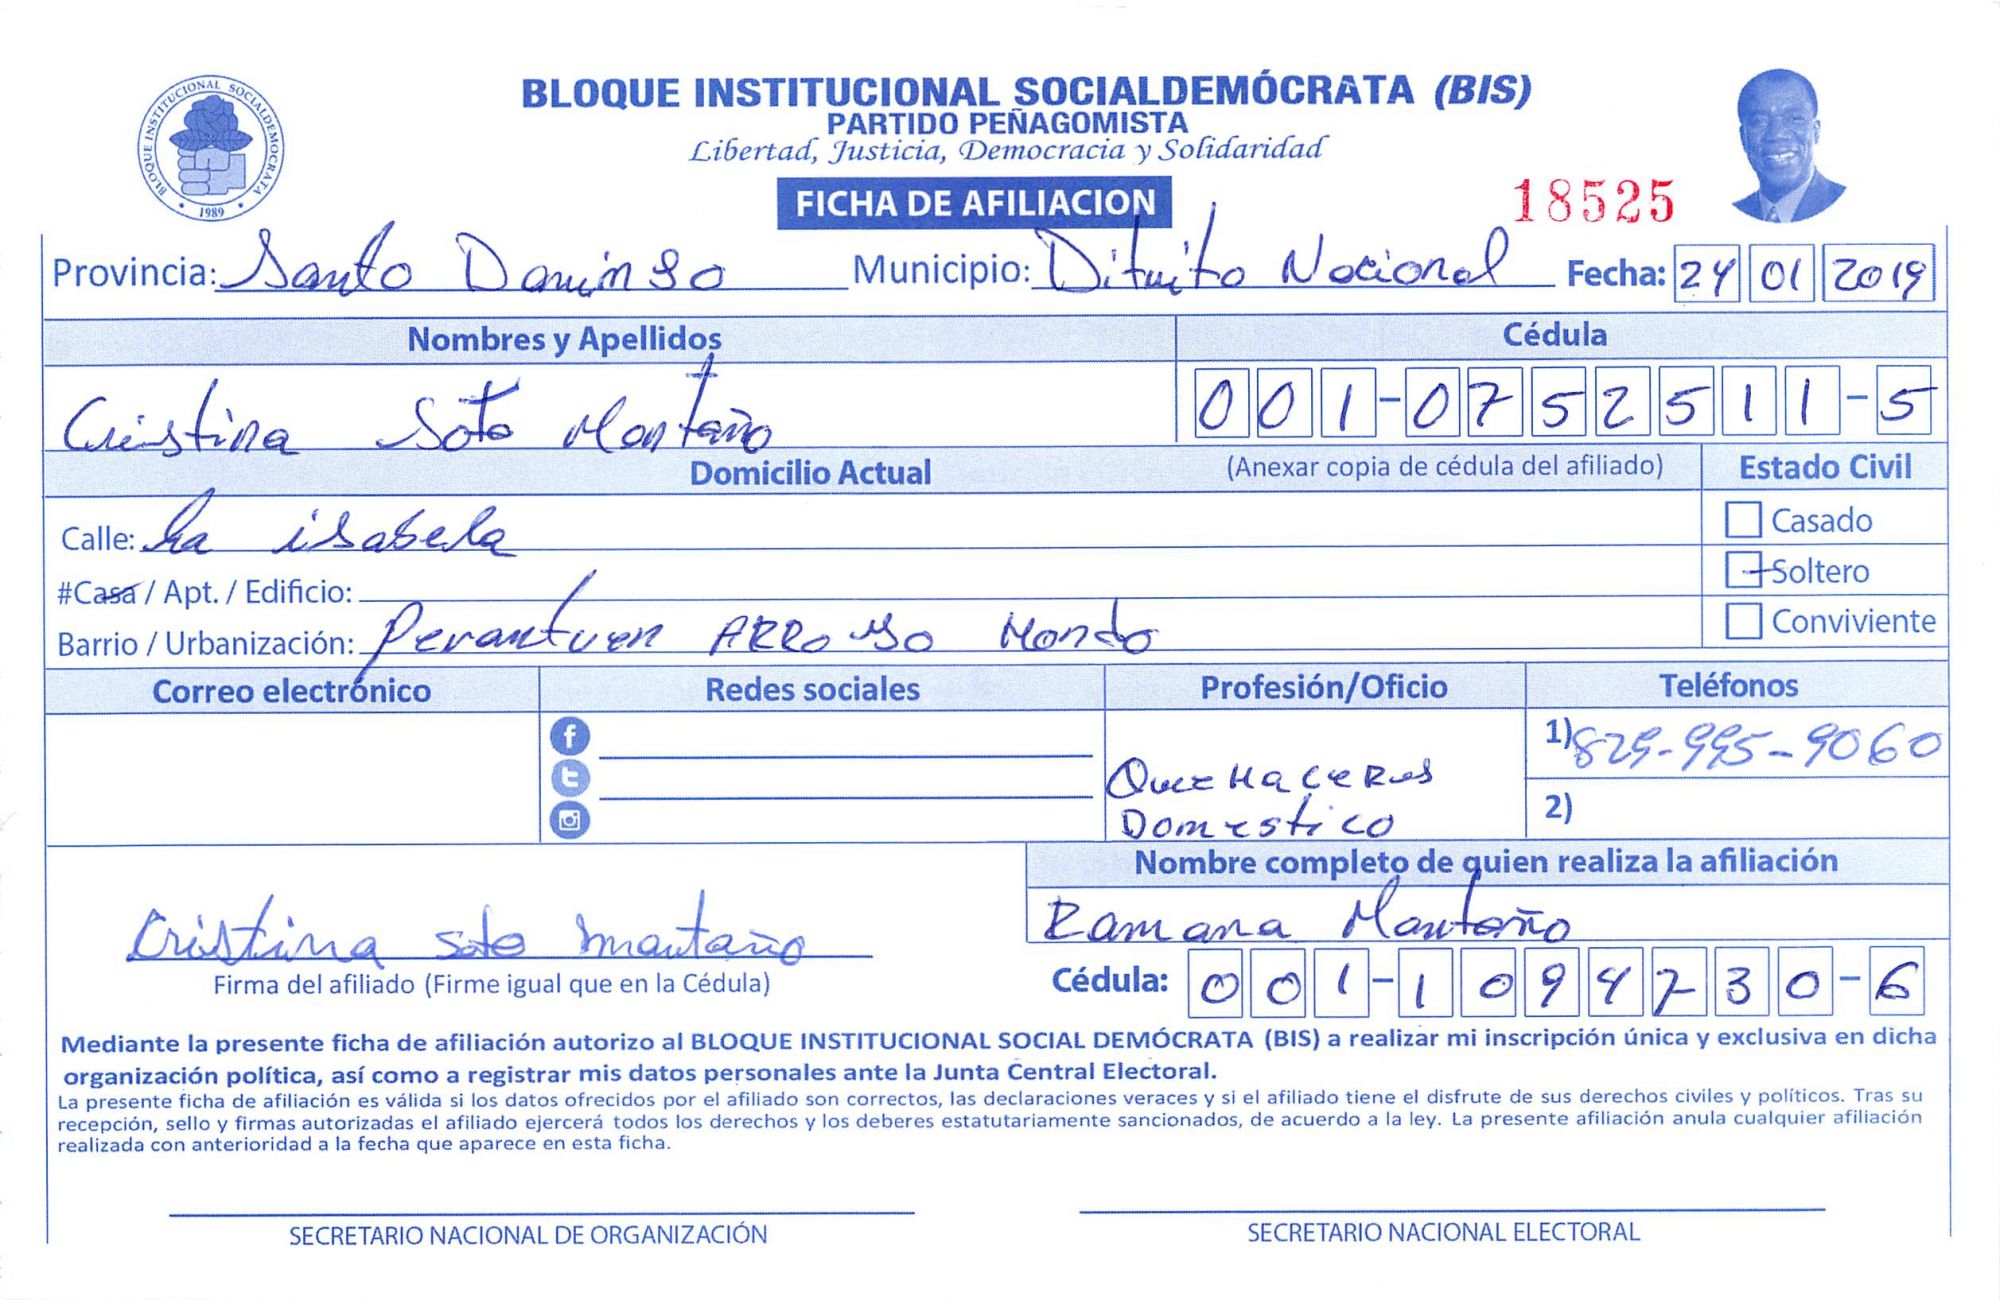 BLOQUE INSTITUCIONAL SOCIALDEMÓCRATA
1989
BLOQUE INSTITUCIONAL SOCIALDEMÓCRATA (BIS)
PARTIDO PEÑAGOMISTA
Libertad, Justicia, Democracia y Solidaridad
FICHA DE AFILIACION
18525
Provincia: Santo Domingo Municipio: Distrito Nacional Fecha: 24 01 2019
Nombres y Apellidos Cédula
Cristina Soto Montaño 001-0752511-5
Domicilio Actual (Anexar copia de cédula del afiliado) Estado Civil
Calle: La isabela Casado
#Casa / Apt. / Edificio: Soltero
Barrio / Urbanización: ARRoyo Hondo Conviviente
Correo electrónico Redes sociales Profesión/Oficio Teléfonos
1) 829-995-9060
QueHaceRes
Domestico 2)
Nombre completo de quien realiza la afiliación
Ramana Montaño
Cristina Soto montaño
Firma del afiliado (Firme igual que en la Cédula) Cédula: 001-1094730-6
Mediante la presente ficha de afiliación autorizo al BLOQUE INSTITUCIONAL SOCIAL DEMÓCRATA (BIS) a realizar mi inscripción única y exclusiva en dicha
organización política, así como a registrar mis datos personales ante la Junta Central Electoral.
La presente ficha de afiliación es válida si los datos ofrecidos por el afiliado son correctos, las declaraciones veraces y si el afiliado tiene el disfrute de sus derechos civiles y políticos. Tras su
recepción, sello y firmas autorizadas el afiliado ejercerá todos los derechos y los deberes estatutariamente sancionados, de acuerdo a la ley. La presente afiliación anula cualquier afiliación
realizada con anterioridad a la fecha que aparece en esta ficha.
SECRETARIO NACIONAL DE ORGANIZACIÓN SECRETARIO NACIONAL ELECTORAL